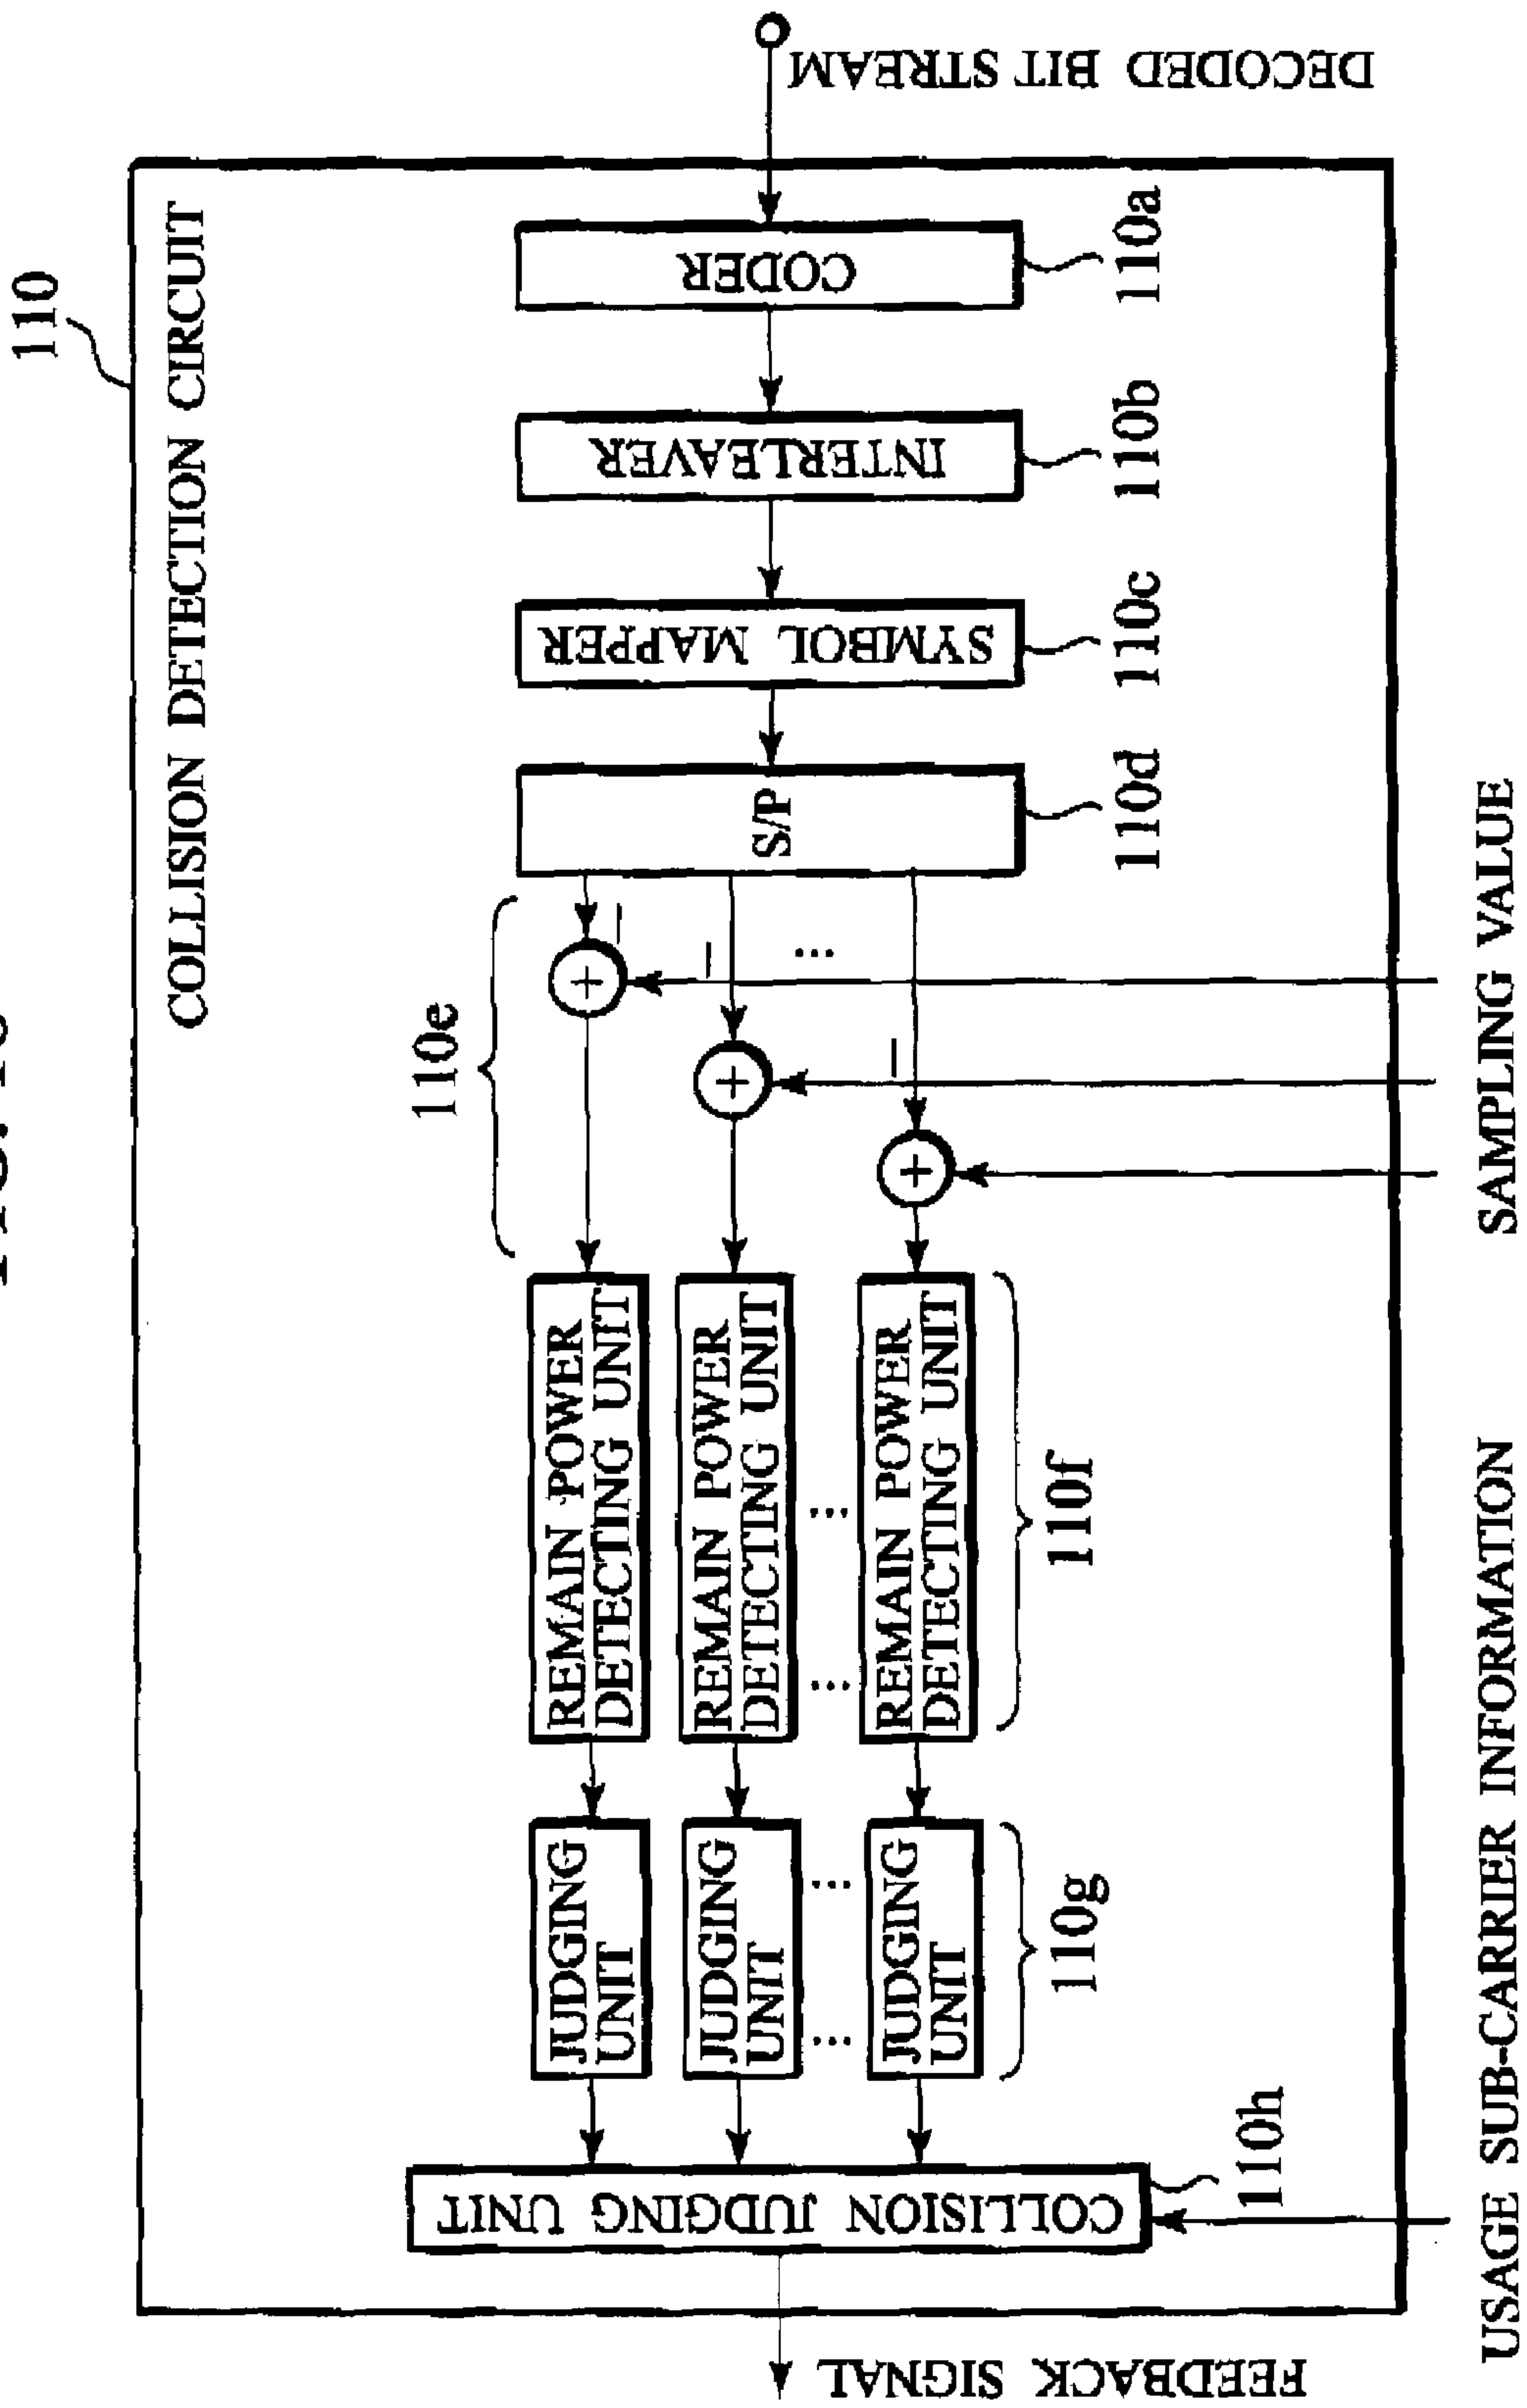 110
COLLISION DETECTION CIRCUIT
DECODED BIT STREAM
CODER
110a
INTERLEAVER
110b
SYMBOL MAPPER
110c
S/P
110d
110e
+
+
+
−
−
−
...
SAMPLING VALUE
REMAIN POWER
DETECTING UNIT
REMAIN POWER
DETECTING UNIT
... ...
REMAIN POWER
DETECTING UNIT
110f
JUDGING
UNIT
JUDGING
UNIT
... ...
JUDGING
UNIT
110g
COLLISION JUDGING UNIT
110h
USAGE SUB-CARRIER INFORMATION
FEEDBACK SIGNAL